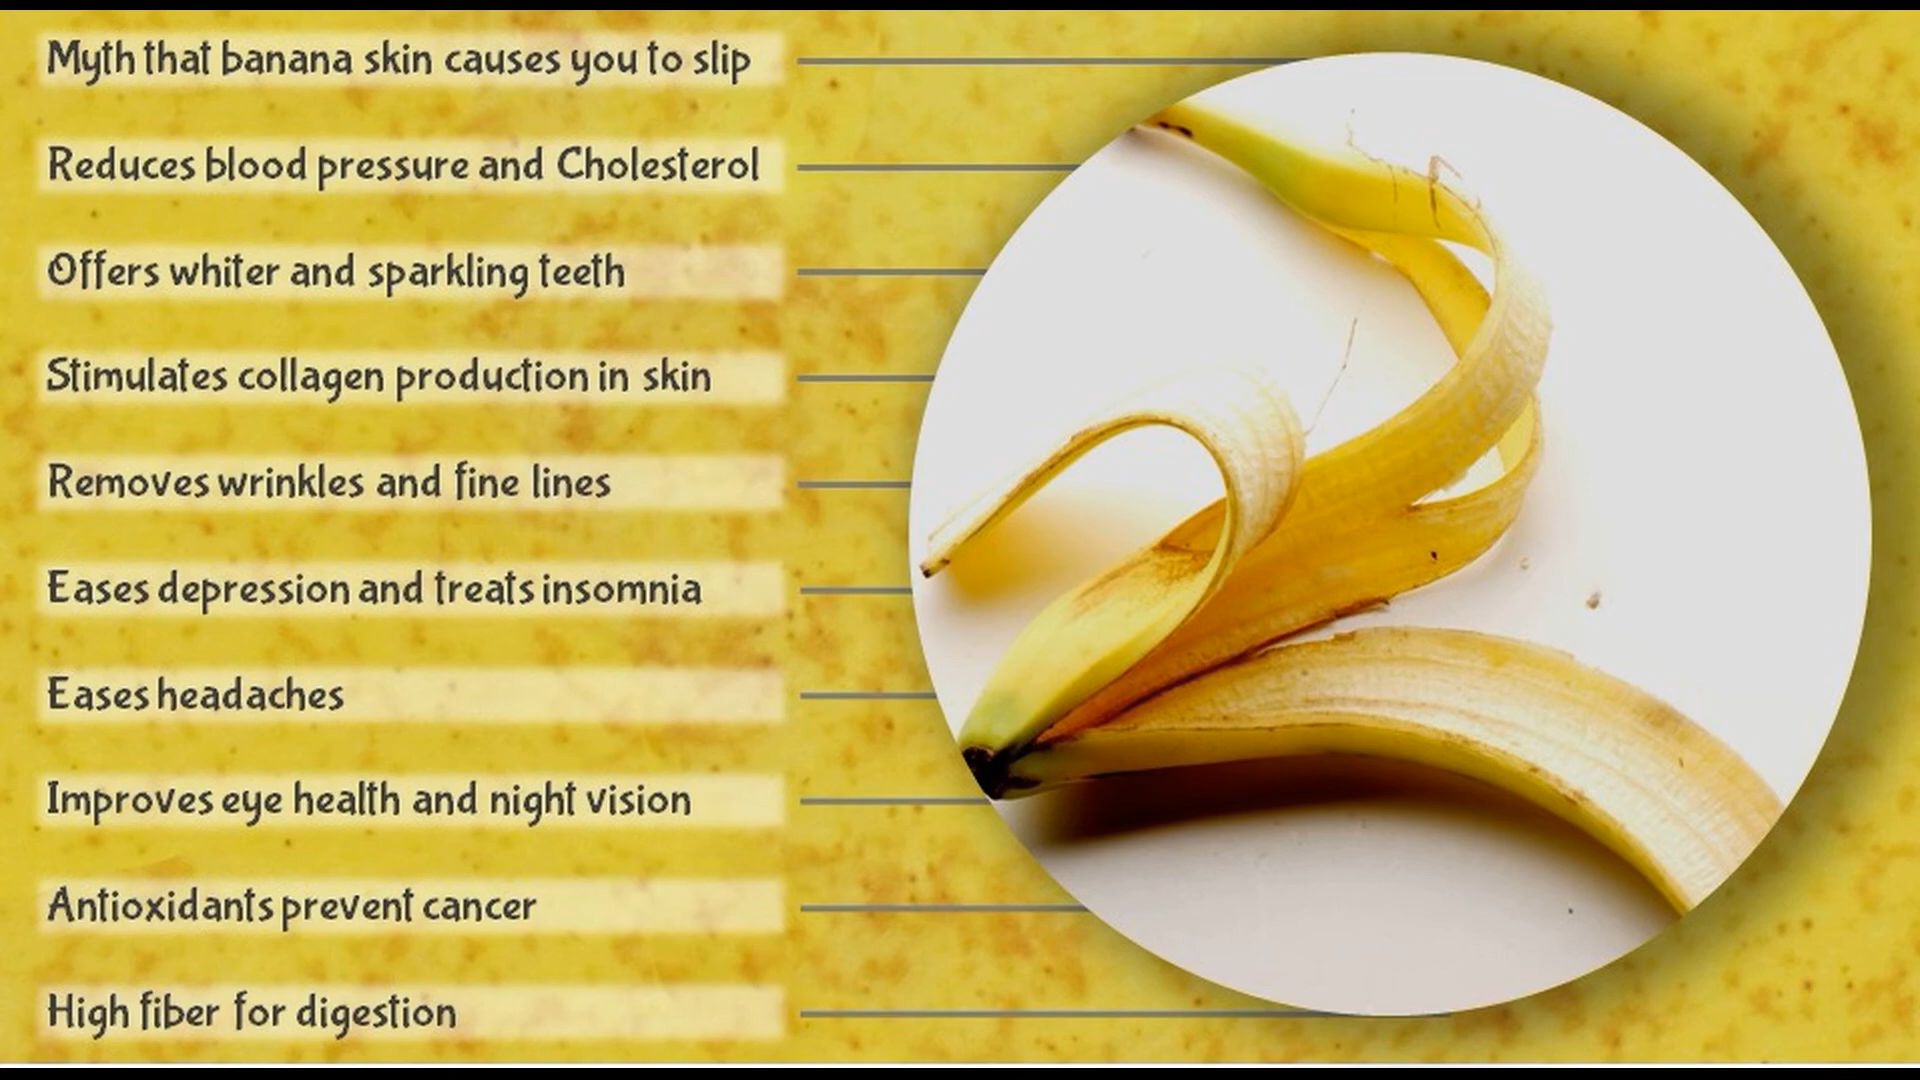 Myth that banana skin causes you to slip
Reduces blood pressure and Cholesterol
Offers whiter and sparkling teeth
Stimulates collagen production in skin
Removes wrinkles and fine lines
Eases depression and treats insomnia
Eases headaches
Improves eye health and night vision
Antioxidants prevent cancer
High fiber for digestion